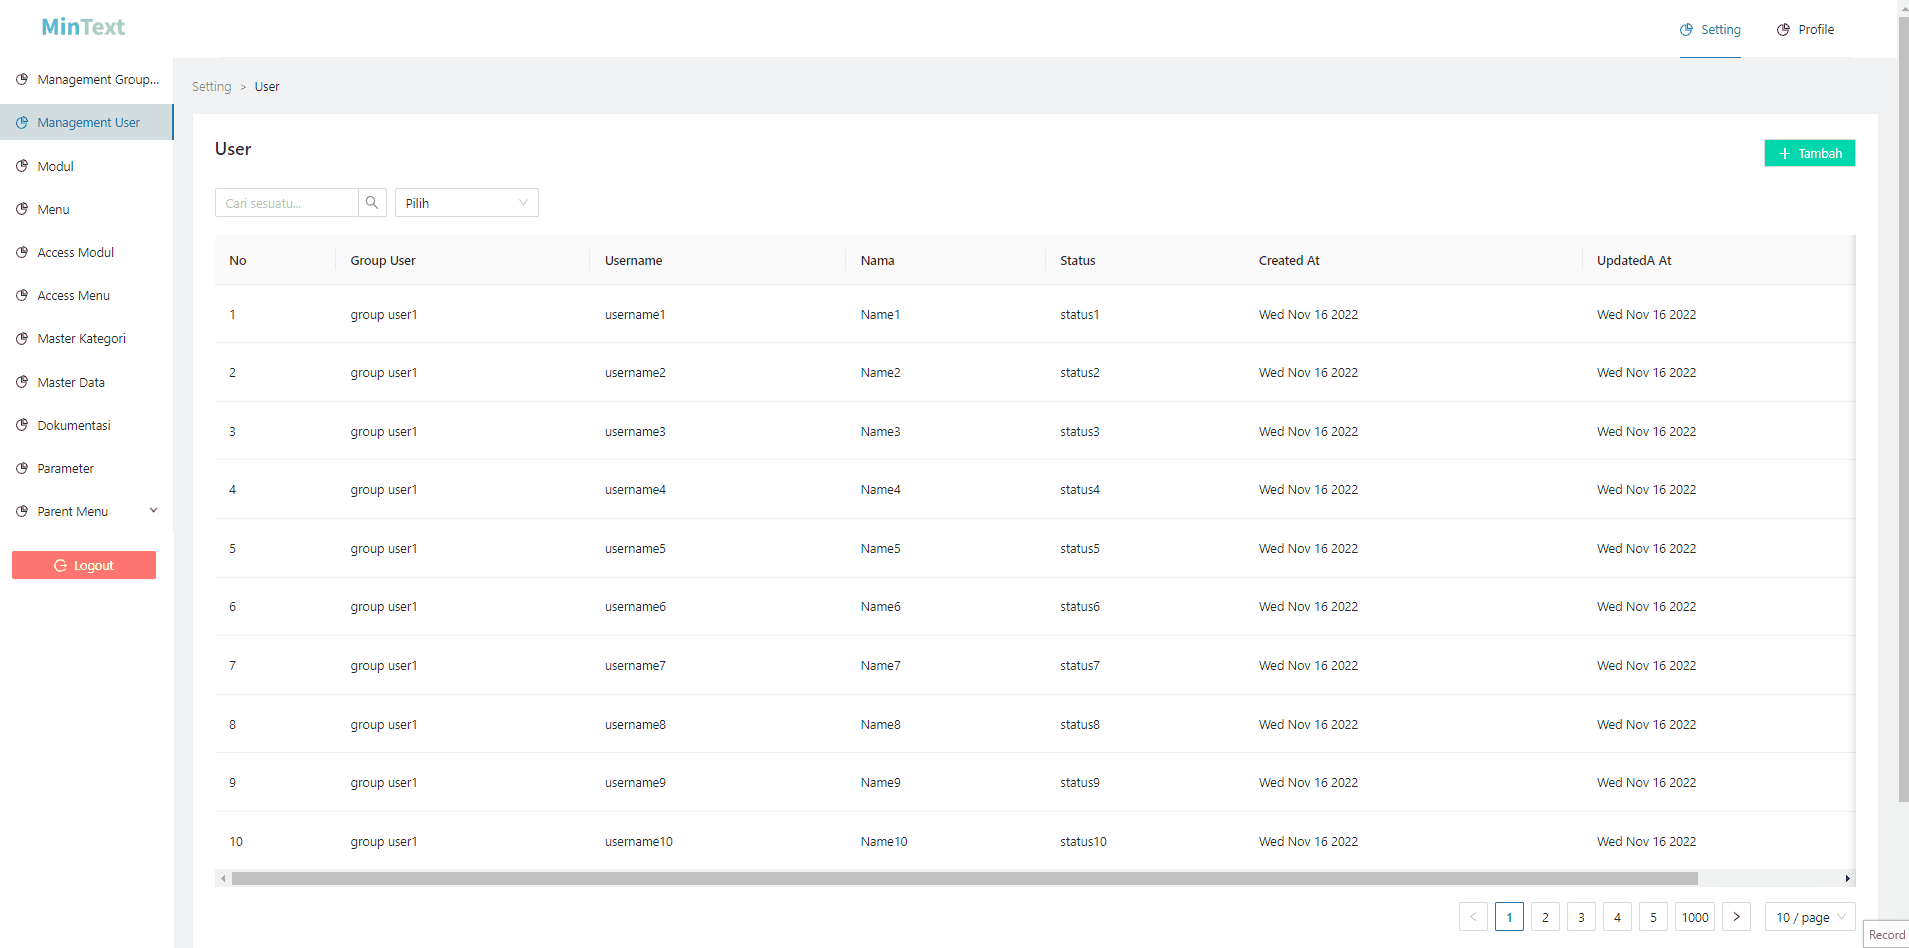 MinText
Setting
Profile
Management Group...
Management User
Modul
Menu
Access Modul
Access Menu
Master Kategori
Master Data
Dokumentasi
Parameter
Parent Menu
Logout
Setting > User
User
+ Tambah
Cari sesuatu...
Pilih
No Group User Username Nama Status Created At UpdatedA At
1 group user1 username1 Name1 status1 Wed Nov 16 2022 Wed Nov 16 2022
2 group user1 username2 Name2 status2 Wed Nov 16 2022 Wed Nov 16 2022
3 group user1 username3 Name3 status3 Wed Nov 16 2022 Wed Nov 16 2022
4 group user1 username4 Name4 status4 Wed Nov 16 2022 Wed Nov 16 2022
5 group user1 username5 Name5 status5 Wed Nov 16 2022 Wed Nov 16 2022
6 group user1 username6 Name6 status6 Wed Nov 16 2022 Wed Nov 16 2022
7 group user1 username7 Name7 status7 Wed Nov 16 2022 Wed Nov 16 2022
8 group user1 username8 Name8 status8 Wed Nov 16 2022 Wed Nov 16 2022
9 group user1 username9 Name9 status9 Wed Nov 16 2022 Wed Nov 16 2022
10 group user1 username10 Name10 status10 Wed Nov 16 2022 Wed Nov 16 2022
< 1 2 3 4 5 1000 > 10 / page
Record